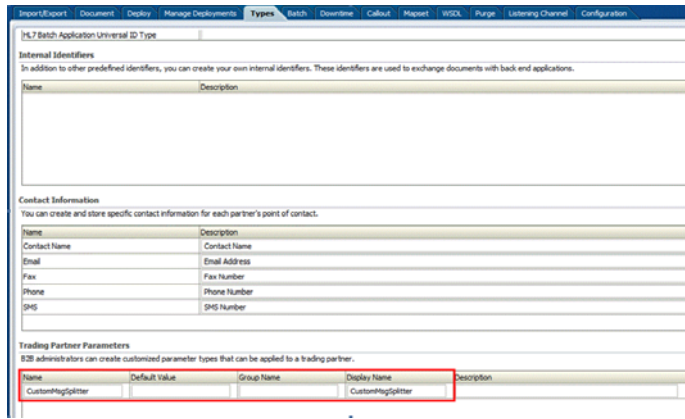 Import/Export Document Deploy Manage Deployments Types Batch Downtime Callout Mapset WSDL Purge Listening Channel Configuration
HL7 Batch Application Universal ID Type
Internal Identifiers
In addition to other predefined identifiers, you can create your own internal identifiers. These identifiers are used to exchange documents with back end applications.
Name Description
Contact Information
You can create and store specific contact information for each partner's point of contact.
Name Description
Contact Name Contact Name
Email Email Address
Fax Fax Number
Phone Phone Number
SMS SMS Number
Trading Partner Parameters
B2B administrators can create customized parameter types that can be applied to a trading partner.
Name Default Value Group Name Display Name Description
CustomMsgSplitter CustomMsgSplitter